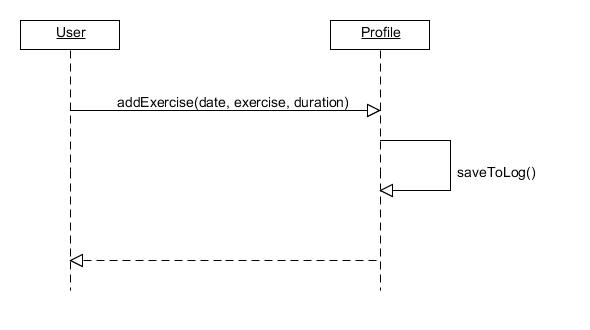 User
Profile
addExercise(date, exercise, duration)
saveToLog()